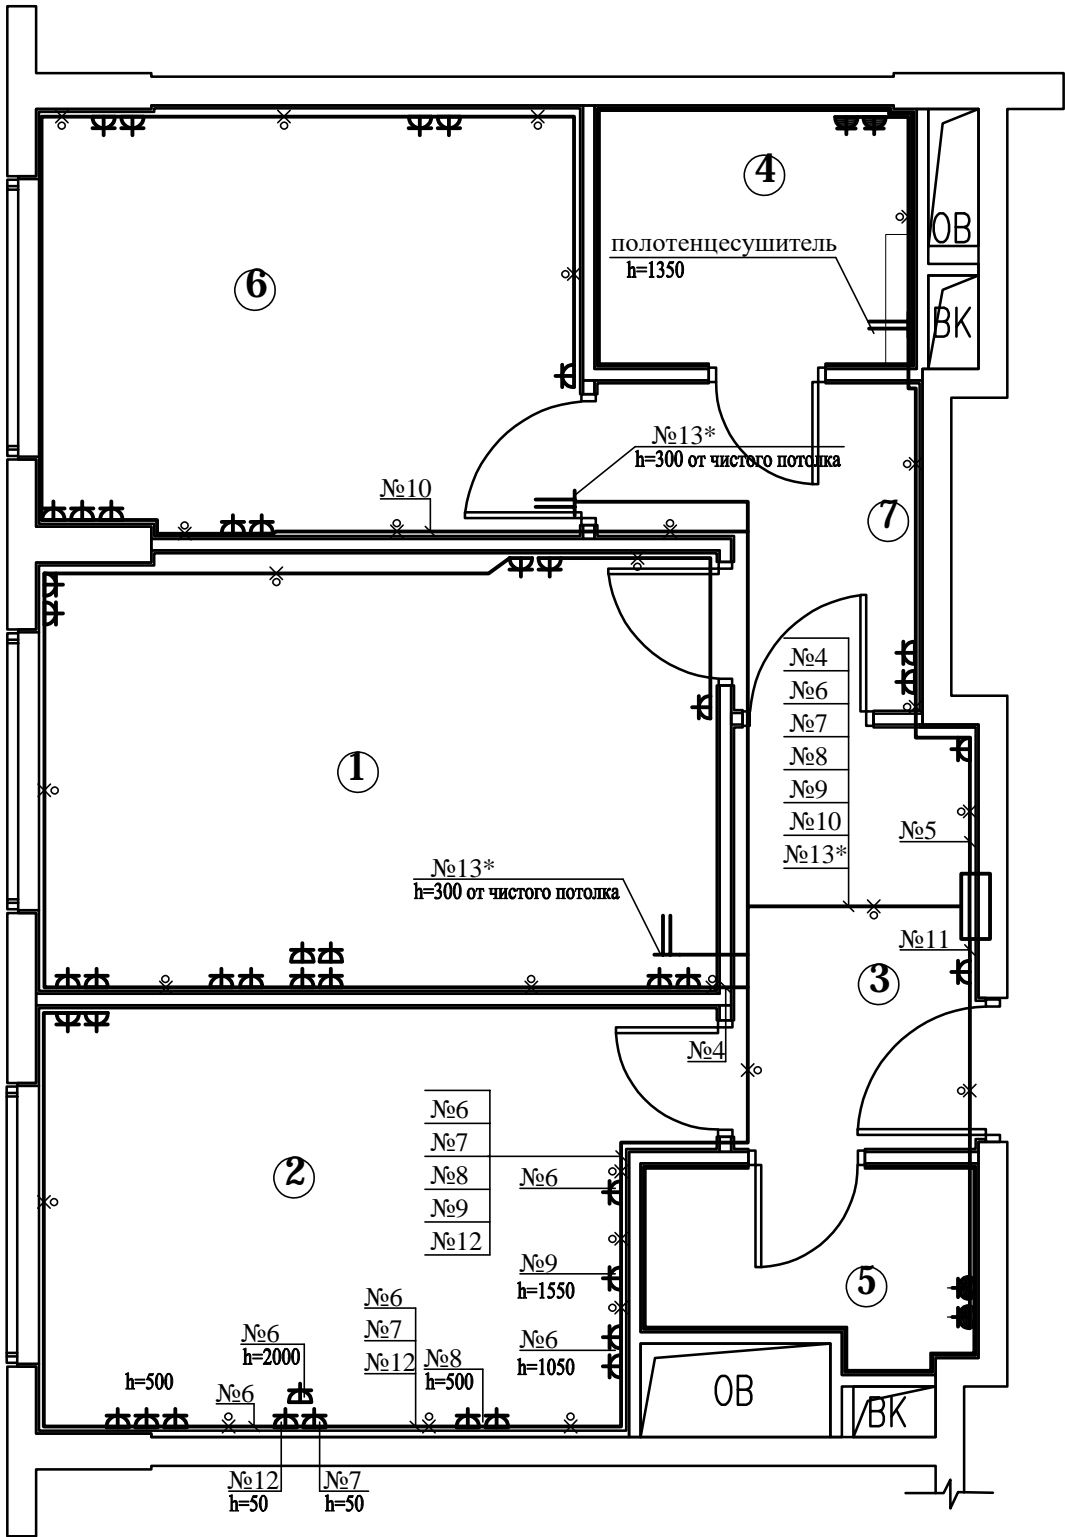 4
ОВ
полотенцесушитель
h=1350
6
ВК
№13*
h=300 от чистого потолка
№10
7
№4
№6
№7
№8
№9
№10
№13*
1
№5
№13*
h=300 от чистого потолка
№11
3
№4
№6
№7
№8
№9
№12
2
№6
№9
h=1550
5
№6
№7
№12
№6
h=2000
№6
h=1050
№8
h=500
h=500
№6
ОВ
ВК
№12
h=50
№7
h=50